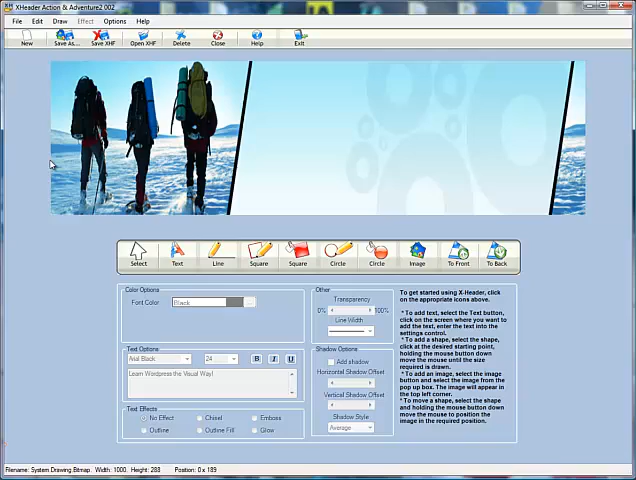 XHeader Action & Adventure2.002
File Draw Effect Options Help
New Save As... Save XHF Open XHF Delete Close Help Exit
Select Text Line Square Square Circle Circle Image To Front To Back
Color Options
Font Color Black ...
Text Options
Arial Black 24 B I U
Learn Wordpress the Visual Way!
Text Effects
No Effect Chisel Emboss
Outline Outline Fill Glow
Other
Transparency
0% 100%
Line Width
Shadow Options
Add shadow
Horizontal Shadow Offset
Vertical Shadow Offset
Shadow Style
Average
To get started using X-Header, click
on the appropriate icons above.
* To add text, select the Text button,
click on the screen where you want to
add the text, enter the text into the
settings control.
* To add a shape, select the shape,
click at the desired starting point,
holding the mouse button down
move the mouse until the size
required is drawn.
* To add an image, select the image
button and select the image from the
pop up box. The image will appear in
the top left corner.
* To move a shape, select the shape
and holding the mouse button down
move the mouse to position the
image in the required position.
Filename: System.Drawing.Bitmap. Width: 1000. Height: 288 Position: 0 x 189